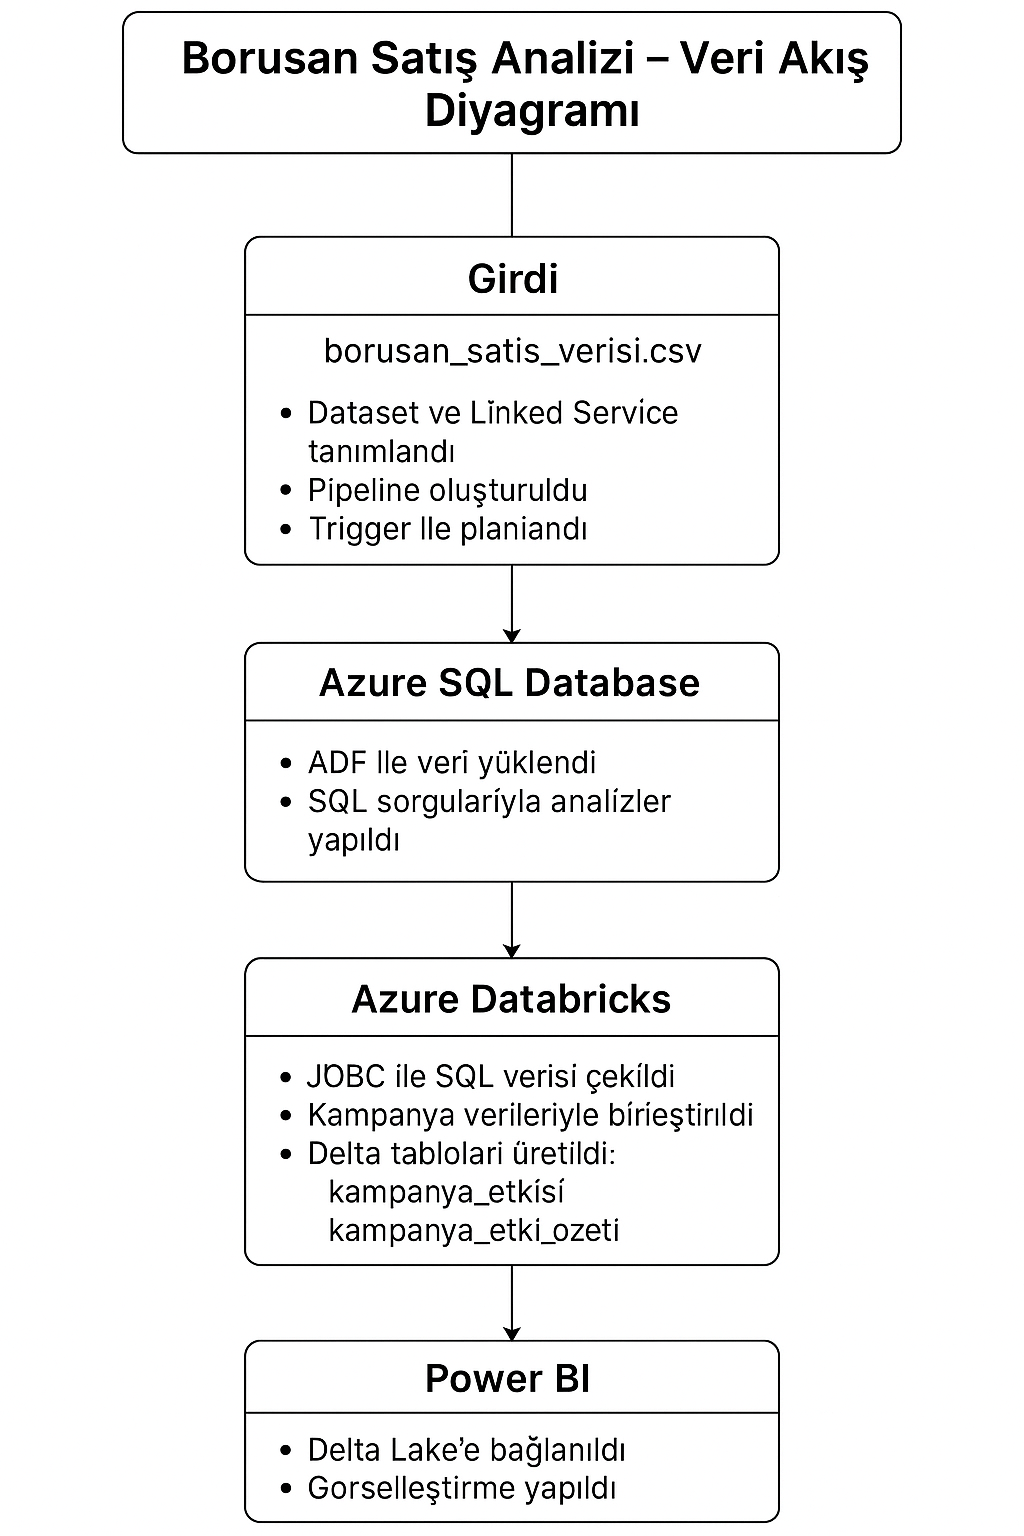 Borusan Satış Analizi – Veri Akış
Diyagramı
Girdi
borusan_satis_verisi.csv
• Dataset ve Linked Service
tanımlandı
• Pipeline oluşturuldu
• Trigger lle planiandı
Azure SQL Database
• ADF lle veri yüklendi
• SQL sorgularíyla analízler
yapıldı
Azure Databricks
• JÖBC ile SQL verisi çekíldi
• Kampanya verileriyle biríeştirıldi
• Delta tablolari üretildi:
kampanya_etkísí
kampanya_etki_ozeti
Power BI
• Delta Lake’e bağlanıldı
• Gorselleştirme yapıldı